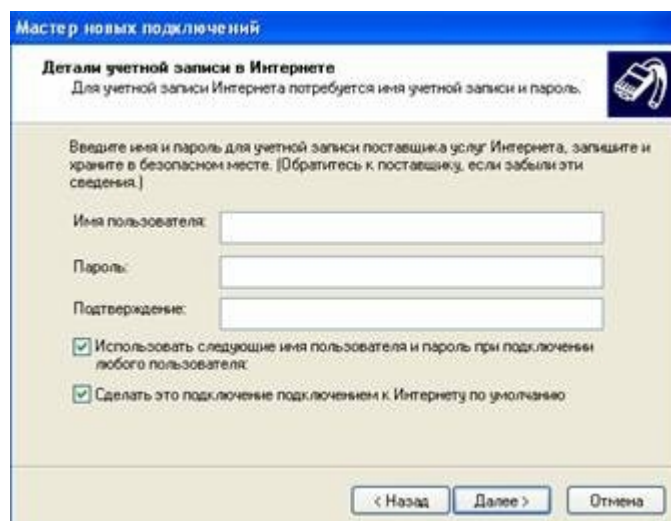 Мастер новых подключений
Детали учетной записи в Интернете
Для учетной записи Интернета потребуется имя учетной записи и пароль.
Введите имя и пароль для учетной записи поставщика услуг Интернета, запишите и
храните в безопасном месте. (Обратитесь к поставщику, если забыли эти
сведения.)
Имя пользователя:
Пароль:
Подтверждение:
Использовать следующие имя пользователя и пароль при подключении
любого пользователя:
Сделать это подключение подключением к Интернету по умолчанию
< Назад
Далее >
Отмена